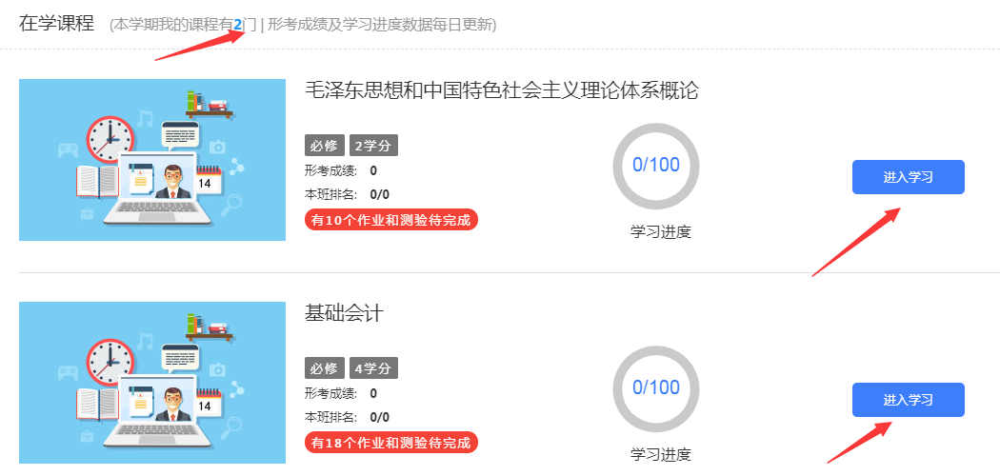 在学课程 (本学期我的课程有2门 | 形考成绩及学习进度数据每日更新)
毛泽东思想和中国特色社会主义理论体系概论
14
必修 2学分
形考成绩: 0
本班排名: 0/0
有10个作业和测验待完成
0/100
学习进度
进入学习
基础会计
14
必修 4学分
形考成绩: 0
本班排名: 0/0
有18个作业和测验待完成
0/100
学习进度
进入学习